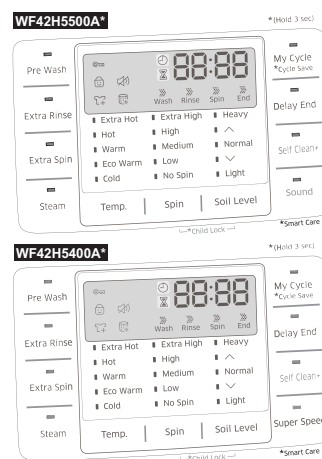 WF42H5500A*
*(Hold 3 sec)
Pre Wash
Extra Rinse
Extra Spin
Steam
88:88
Wash Rinse Spin End
Extra Hot Extra High Heavy
Hot High
Warm Medium Normal
Eco Warm Low
Cold No Spin Light
Temp. Spin Soil Level
*Child Lock
My Cycle
*Cycle Save
Delay End
Self Clean+
Sound
*Smart Care
WF42H5400A*
*(Hold 3 sec)
Pre Wash
Extra Rinse
Extra Spin
Steam
88:88
Wash Rinse Spin End
Extra Hot Extra High Heavy
Hot High
Warm Medium Normal
Eco Warm Low
Cold No Spin Light
Temp. Spin Soil Level
*Child Lock
My Cycle
*Cycle Save
Delay End
Self Clean+
Super Speed
*Smart Care